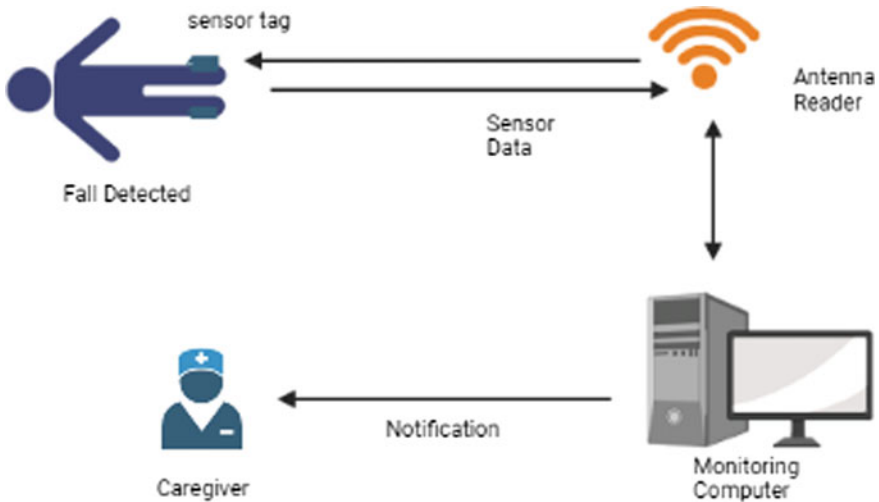 sensor tag
Antenna
Reader
Sensor
Data
Fall Detected
Notification
Caregiver
Monitoring
Computer